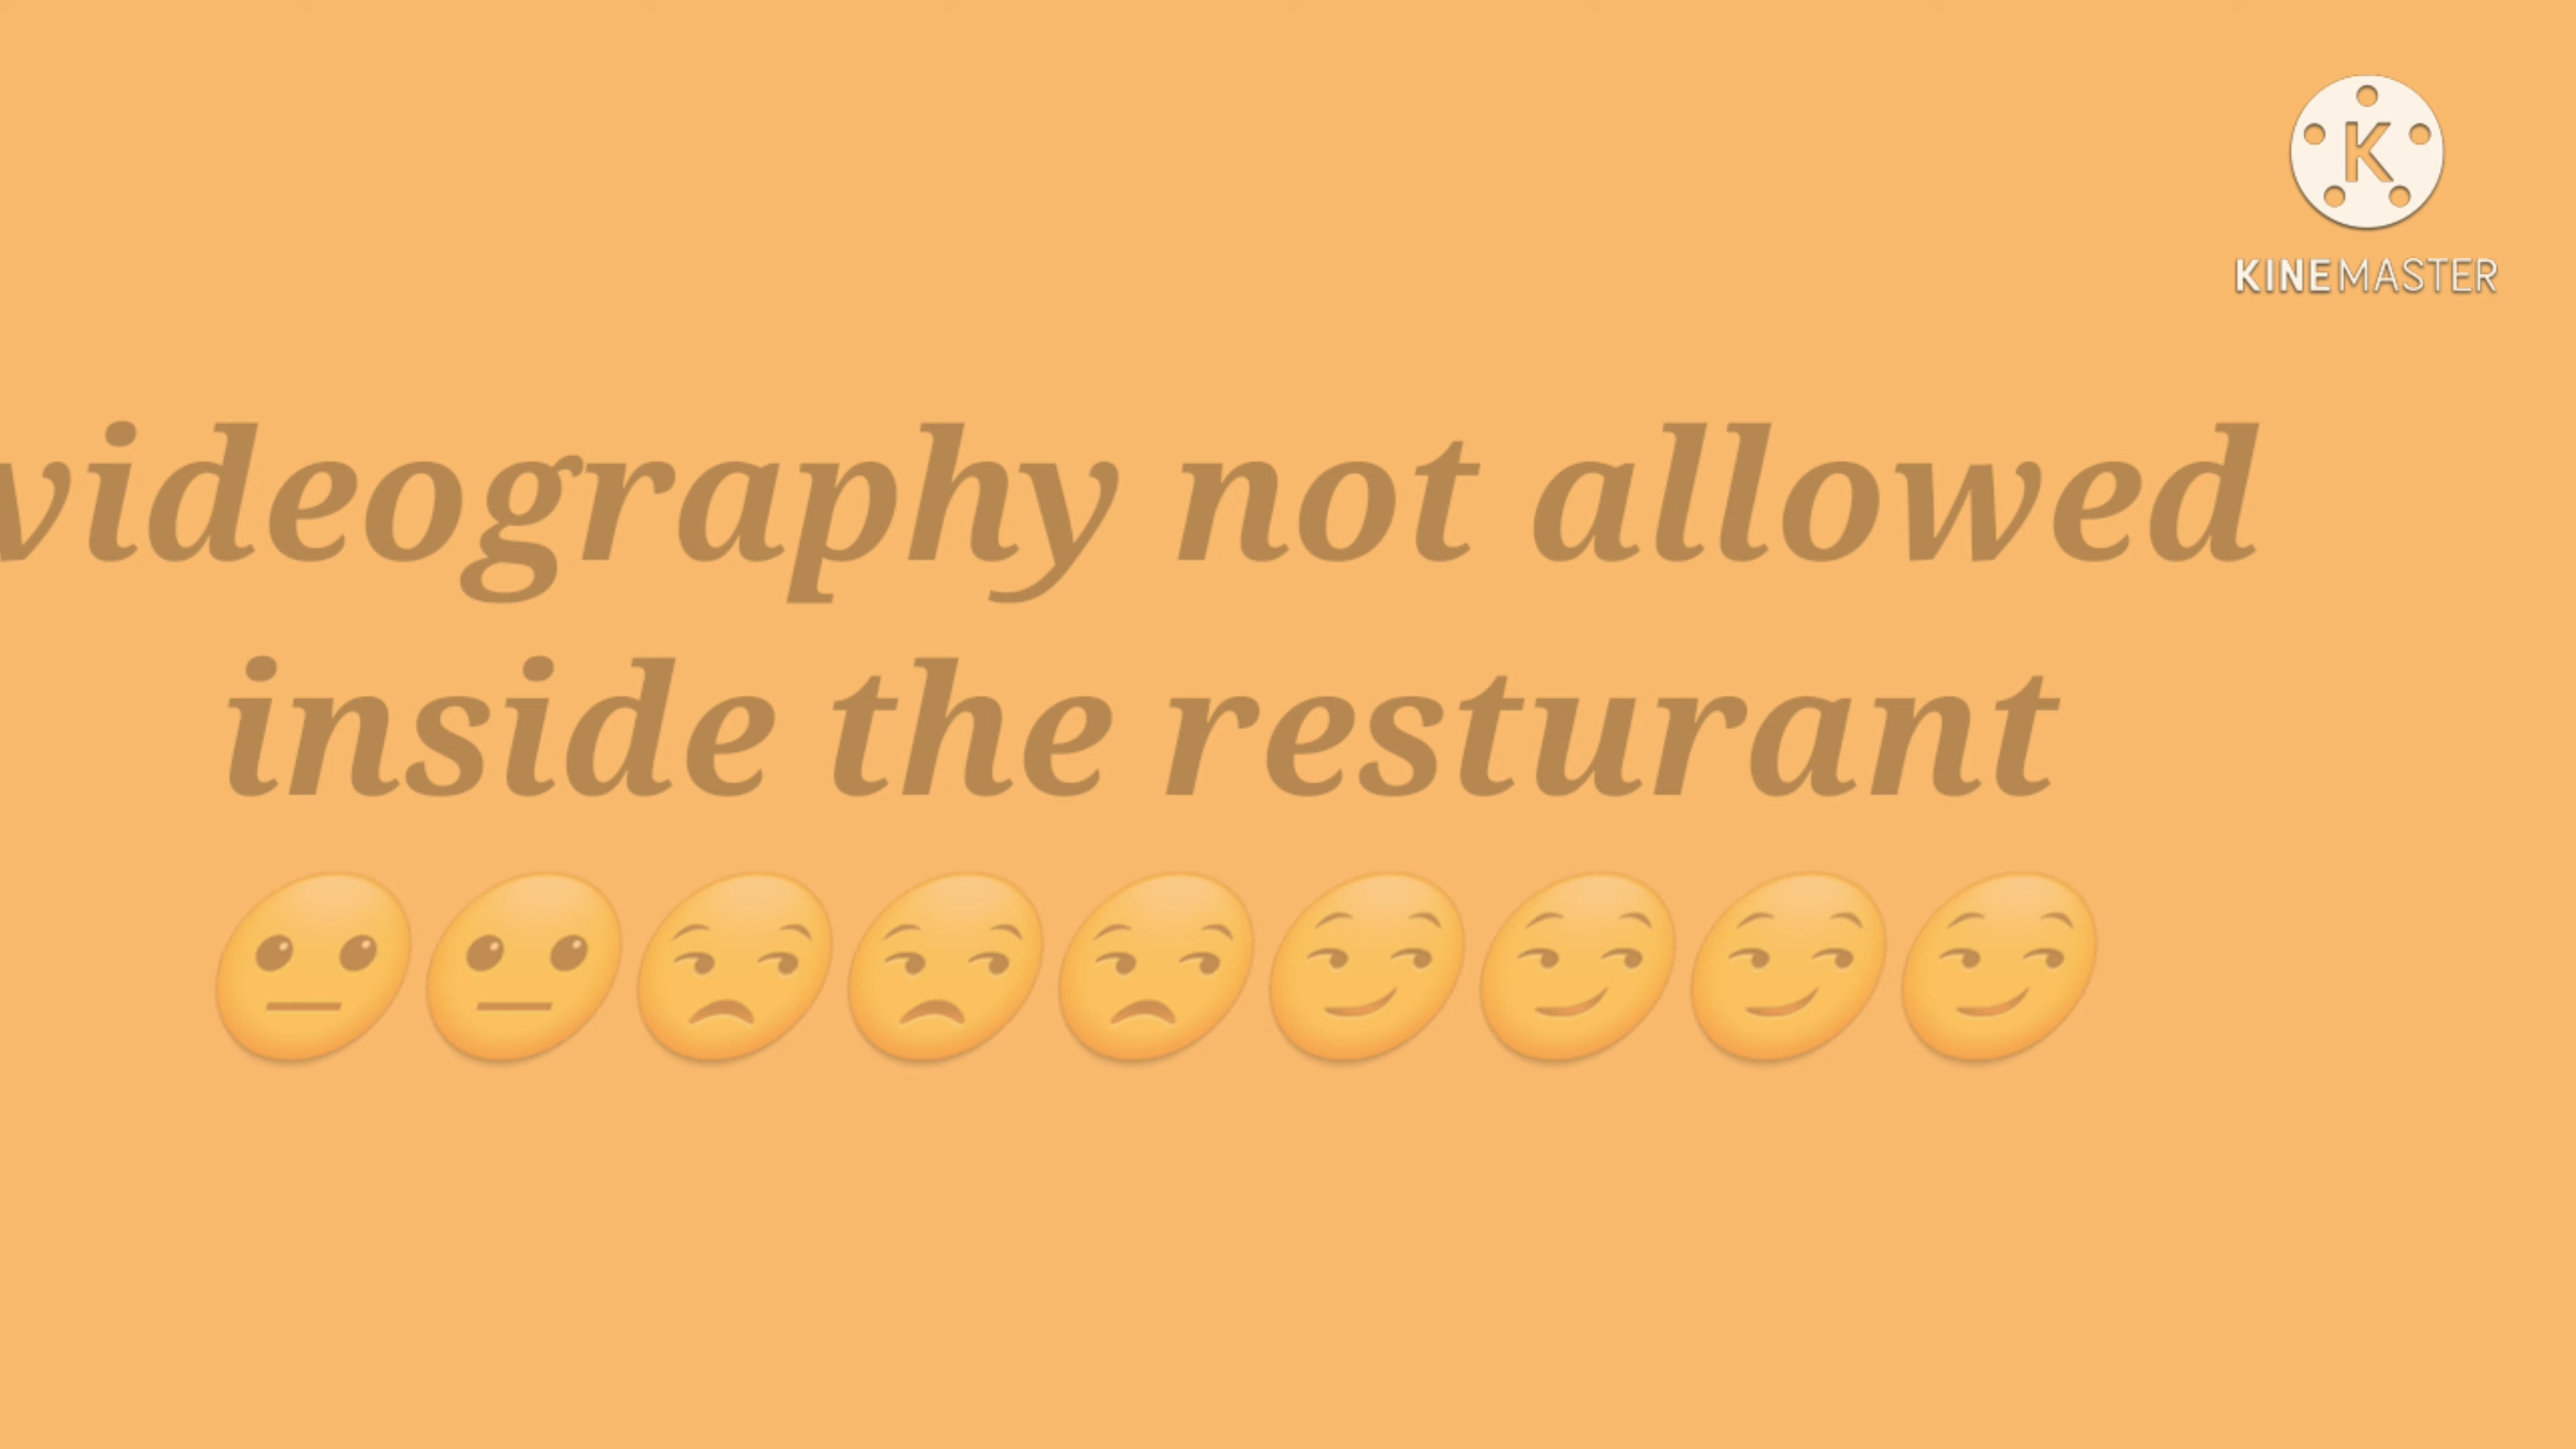 KINEMASTER
videography not allowed
inside the resturant
😐😐😒😒😒😏😏😏😏